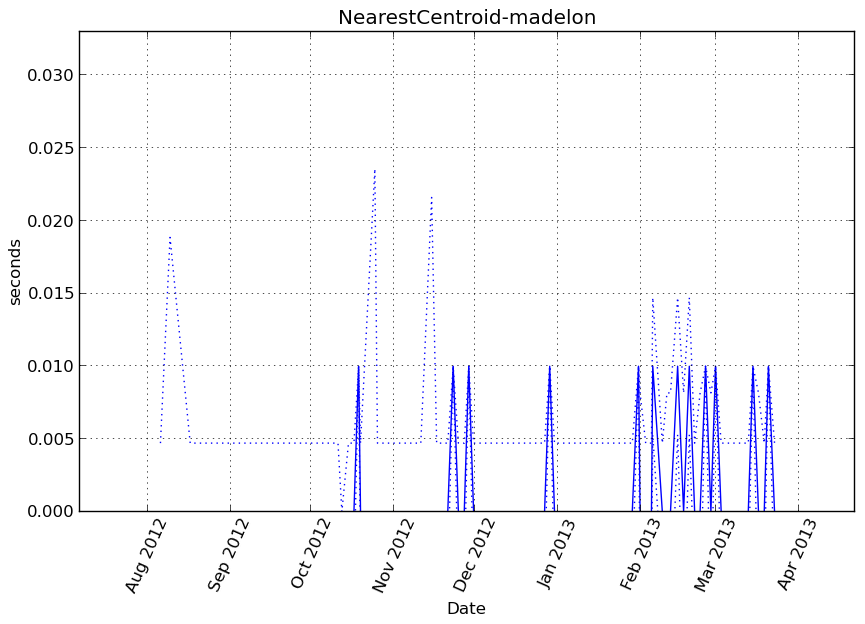 NearestCentroid-madelon
0.030
0.025
0.020
0.015
0.010
0.005
0.000
seconds
Aug 2012
Sep 2012
Oct 2012
Nov 2012
Dec 2012
Jan 2013
Feb 2013
Mar 2013
Apr 2013
Date